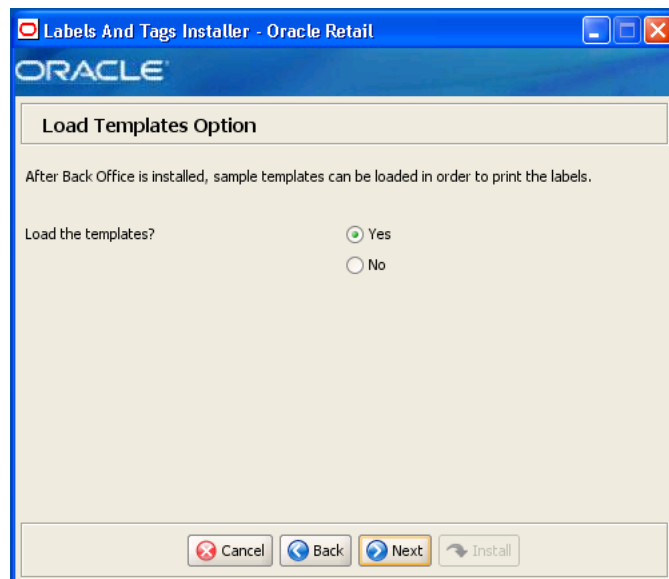 Labels And Tags Installer - Oracle Retail
ORACLE
Load Templates Option
After Back Office is installed, sample templates can be loaded in order to print the labels.
Load the templates?
Yes
No
Cancel
Back
Next
Install